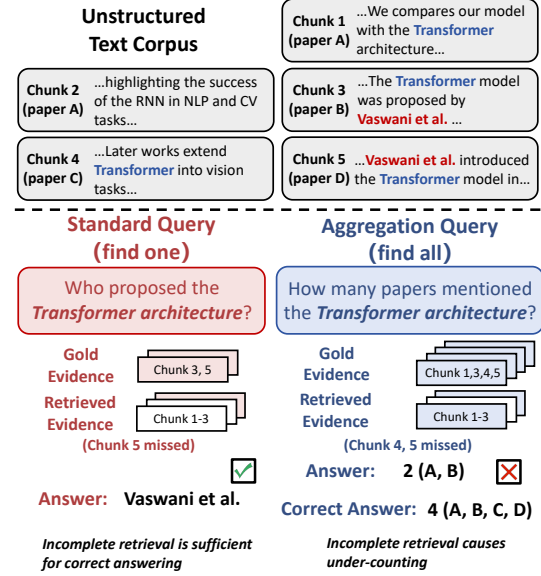 Unstructured
Text Corpus
Chunk 1
(paper A)
...We compares our model
with the Transformer
architecture...
Chunk 2
(paper A)
...highlighting the success
of the RNN in NLP and CV
tasks...
Chunk 3
(paper B)
...The Transformer model
was proposed by
Vaswani et al. ...
Chunk 4
(paper C)
...Later works extend
Transformer into vision
tasks...
Chunk 5
(paper D)
...Vaswani et al. introduced
the Transformer model in...
Standard Query
(find one)
Who proposed the
Transformer architecture?
Gold
Evidence
Chunk 3, 5
Retrieved
Evidence
Chunk 1-3
(Chunk 5 missed)
Answer: Vaswani et al.
Incomplete retrieval is sufficient
for correct answering
Aggregation Query
(find all)
How many papers mentioned
the Transformer architecture?
Gold
Evidence
Chunk 1,3,4,5
Retrieved
Evidence
Chunk 1-3
(Chunk 4, 5 missed)
Answer: 2 (A, B)
Correct Answer: 4 (A, B, C, D)
Incomplete retrieval causes
under-counting